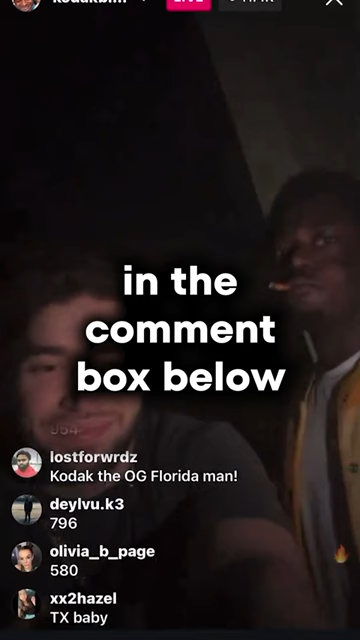 LIVE
in the
comment
box below
lostforwrdz
Kodak the OG Florida man!
deylvu.k3
796
olivia_b_page
580
xx2hazel
TX baby